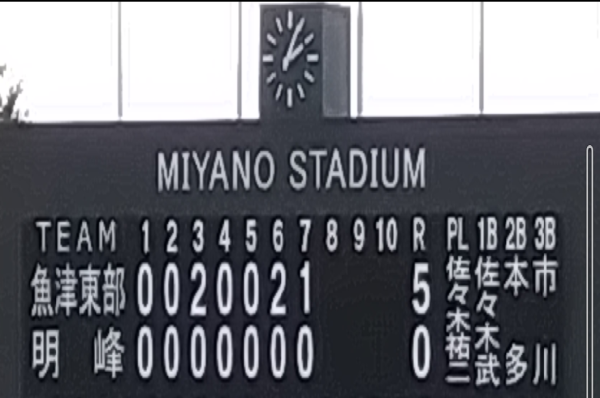 MIYANO STADIUM
TEAM 1 2 3 4 5 6 7 8 9 10 R PL 1B 2B 3B
魚津東部 0 0 2 0 0 2 1 5 佐々木祐二 佐々木武 本多 市川
明峰 0 0 0 0 0 0 0 0